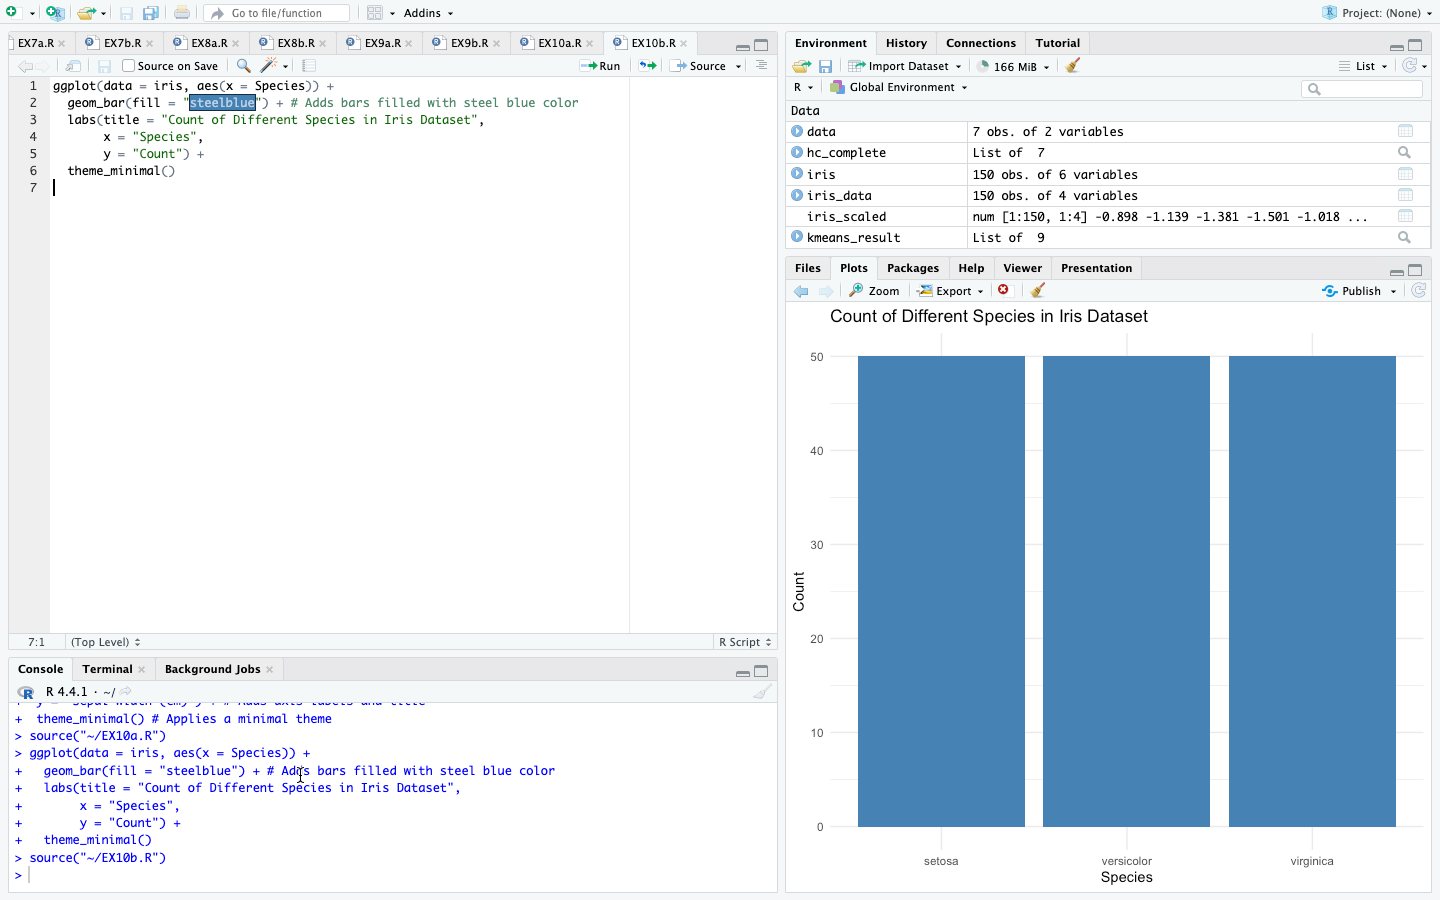 Go to file/function
Addins
Project: (None)
EX7a.R
EX7b.R
EX8a.R
EX8b.R
EX9a.R
EX9b.R
EX10a.R
EX10b.R
Source on Save
Run
Source
1 ggplot(data = iris, aes(x = Species)) +
2 geom_bar(fill = "steelblue") + # Adds bars filled with steel blue color
3 labs(title = "Count of Different Species in Iris Dataset",
4 x = "Species",
5 y = "Count") +
6 theme_minimal()
7
7:1
(Top Level)
R Script
Console
Terminal
Background Jobs
R 4.4.1 · ~/
+ y = "Sepal Width (cm)") + # Adds axis labels and title
+ theme_minimal() # Applies a minimal theme
> source("~/EX10a.R")
> ggplot(data = iris, aes(x = Species)) +
+ geom_bar(fill = "steelblue") + # Adds bars filled with steel blue color
+ labs(title = "Count of Different Species in Iris Dataset",
+ x = "Species",
+ y = "Count") +
+ theme_minimal()
> source("~/EX10b.R")
>
Environment
History
Connections
Tutorial
Import Dataset
166 MiB
List
R
Global Environment
Data
data 7 obs. of 2 variables
hc_complete List of 7
iris 150 obs. of 6 variables
iris_data 150 obs. of 4 variables
iris_scaled num [1:150, 1:4] -0.898 -1.139 -1.381 -1.501 -1.018 ...
kmeans_result List of 9
Files
Plots
Packages
Help
Viewer
Presentation
Zoom
Export
Publish
Count of Different Species in Iris Dataset
50
40
30
20
10
0
Count
setosa
versicolor
virginica
Species